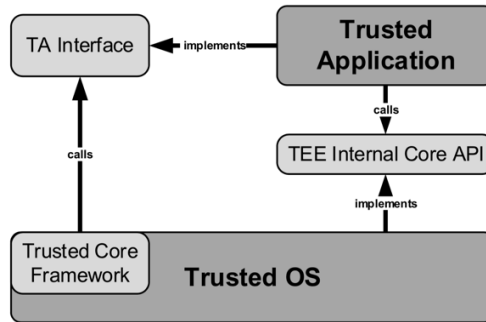 TA Interface
implements
Trusted
Application
calls
calls
TEE Internal Core API
implements
Trusted Core
Framework
Trusted OS